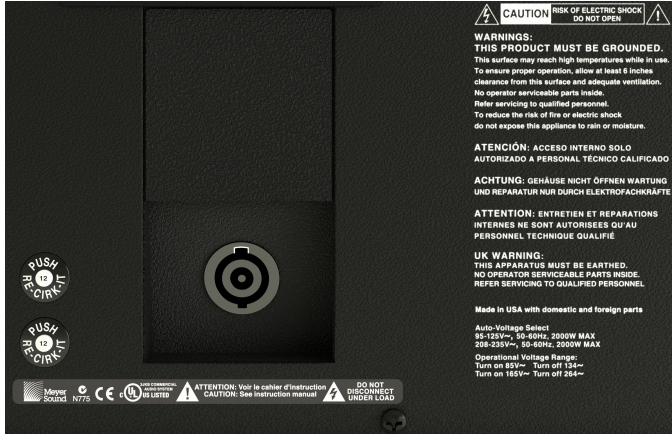 CAUTION
RISK OF ELECTRIC SHOCK
DO NOT OPEN
WARNINGS:
THIS PRODUCT MUST BE GROUNDED.
This surface may reach high temperatures while in use.
To ensure proper operation, allow at least 6 inches
clearance from this surface and adequate ventilation.
No operator serviceable parts inside.
Refer servicing to qualified personnel.
To reduce the risk of fire or electric shock
do not expose this appliance to rain or moisture.
ATENCIÓN: ACCESO INTERNO SOLO
AUTORIZADO A PERSONAL TÉCNICO CALIFICADO
ACHTUNG: GEHÄUSE NICHT ÖFFNEN WARTUNG
UND REPARATUR NUR DURCH ELEKTROFACHKRÄFTE
ATTENTION: ENTRETIEN ET REPARATIONS
INTERNES NE SONT AUTORISEES QU'AU
PERSONNEL TECHNIQUE QUALIFIÉ
UK WARNING:
THIS APPARATUS MUST BE EARTHED.
NO OPERATOR SERVICEABLE PARTS INSIDE.
REFER SERVICING TO QUALIFIED PERSONNEL
Made in USA with domestic and foreign parts
Auto-Voltage Select
95-125V~, 50-60Hz, 2000W MAX
208-235V~, 50-60Hz, 2000W MAX
Operational Voltage Range:
Turn on 85V~ Turn off 134~
Turn on 165V~ Turn off 264~
PUSH
12
RE-CIRK-IT
PUSH
12
RE-CIRK-IT
Meyer
Sound
N775
CE
c UL US LISTED
COMMERCIAL
AUDIO SYSTEM
ATTENTION: Voir le cahier d'instruction
CAUTION: See instruction manual
DO NOT
DISCONNECT
UNDER LOAD